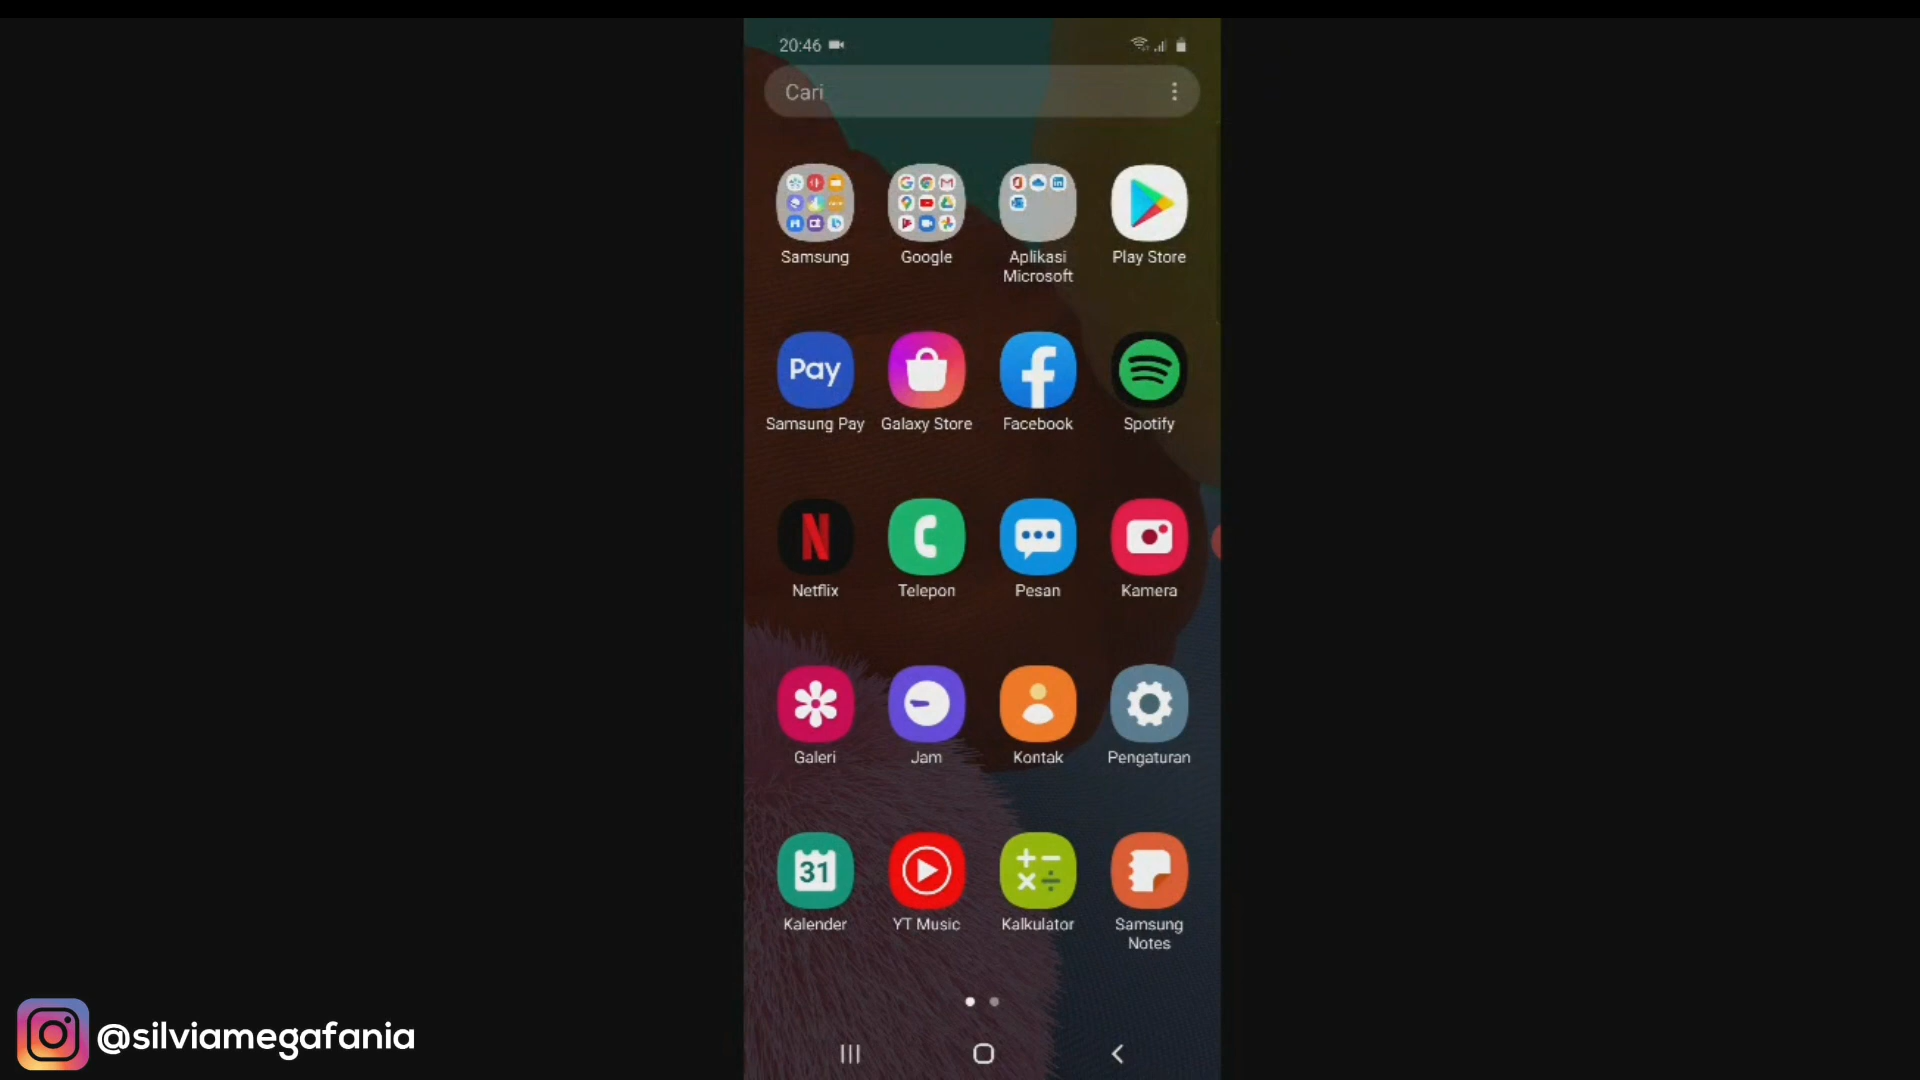 20:46
Cari
Samsung
Google
Aplikasi
Microsoft
Play Store
Pay
Samsung Pay
Galaxy Store
Facebook
Spotify
Netflix
Telepon
Pesan
Kamera
Galeri
Jam
Kontak
Pengaturan
31
Kalender
YT Music
Kalkulator
Samsung
Notes
@silviamegafania